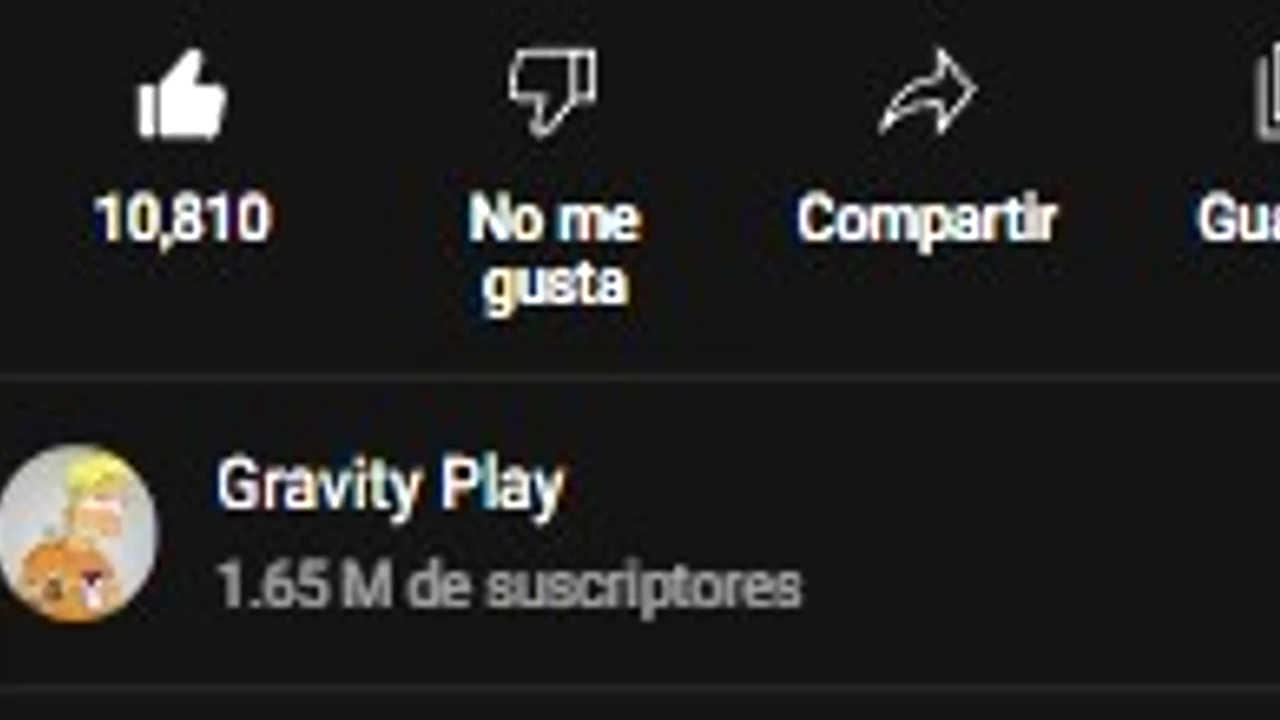 10,810
No me
gusta
Compartir
Gua
Gravity Play
1.65 M de suscriptores